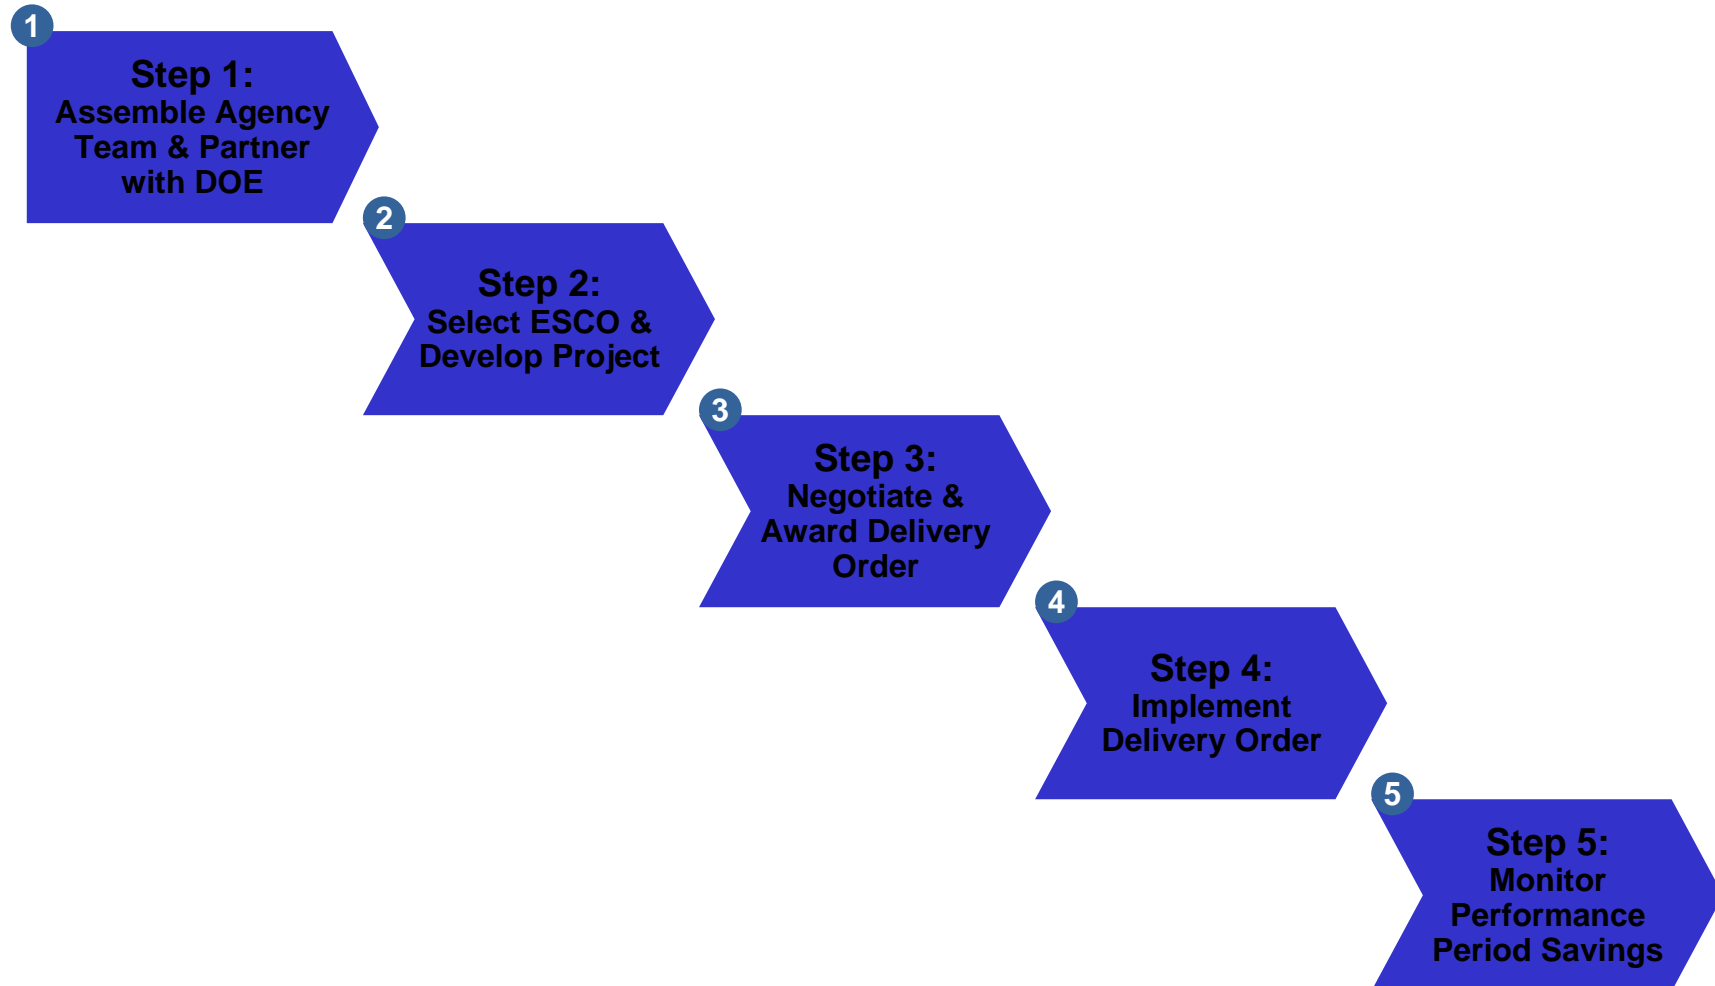 1
Step 1:
Assemble Agency
Team & Partner
with DOE
2
Step 2:
Select ESCO &
Develop Project
3
Step 3:
Negotiate &
Award Delivery
Order
4
Step 4:
Implement
Delivery Order
5
Step 5:
Monitor
Performance
Period Savings